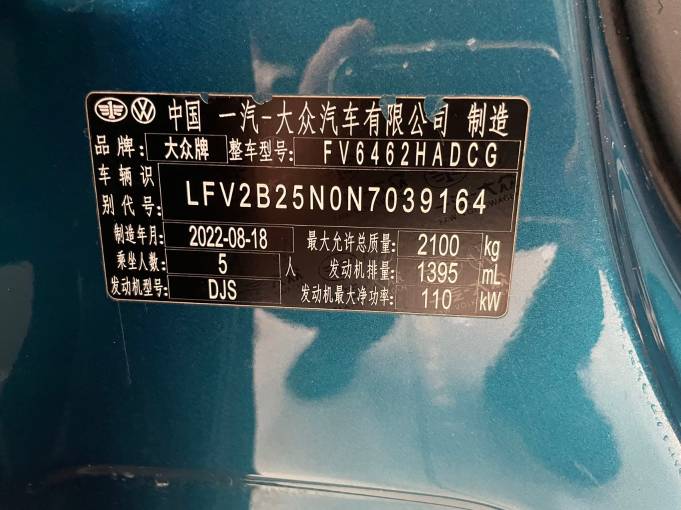 中国 一汽-大众汽车有限公司 制造
品牌: 大众牌 整车型号: FV6462HADCG
车辆识别代号: LFV2B25N0N7039164
制造年月: 2022-08-18 最大允许总质量: 2100 kg
乘坐人数: 5 人 发动机排量: 1395 mL
发动机型号: DJS 发动机最大净功率: 110 kW